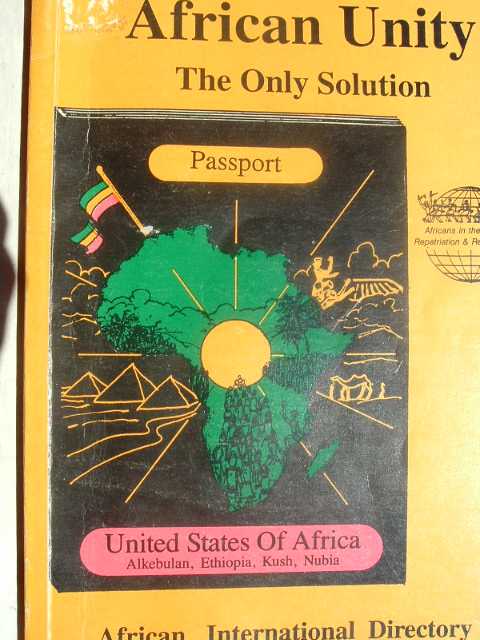 African Unity
The Only Solution
Passport
Africans in the
Repatriation & Re
United States Of Africa
Alkebulan, Ethiopia, Kush, Nubia
African International Directory